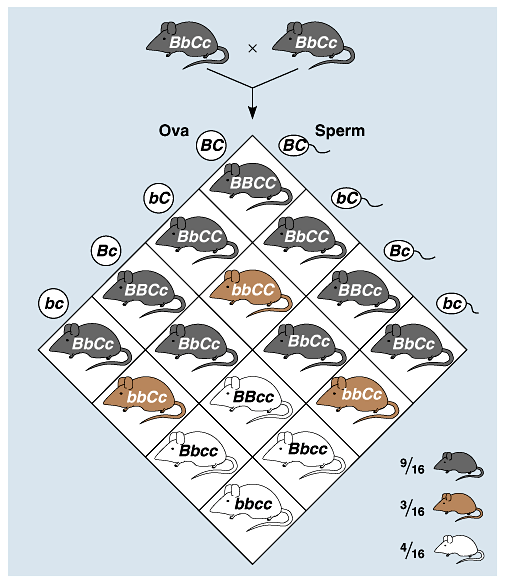 BbCc × BbCc
Ova Sperm
BC BC
BBCC
bC bC
BbCC BbCC
Bc Bc
BBCc bbCC BBCc
bc bc
BbCc BbCc BbCc BbCc
bbCc BBcc bbCc
Bbcc Bbcc
bbcc
9/16
3/16
4/16